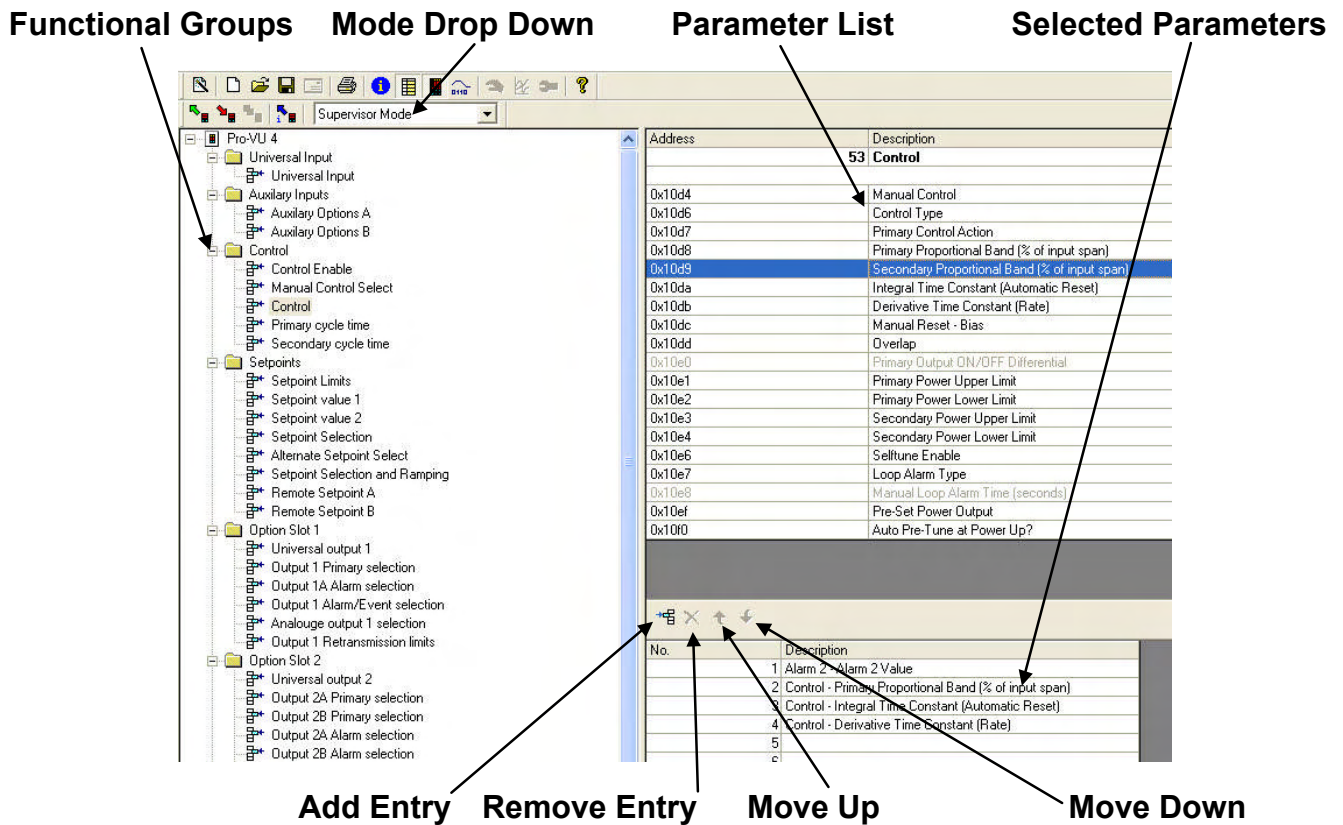 Functional Groups Mode Drop Down Parameter List Selected Parameters
Supervisor Mode
Pro-VU 4
Universal Input
Universal Input
Auxilary Inputs
Auxilary Options A
Auxilary Options B
Control
Control Enable
Manual Control Select
Control
Primary cycle time
Secondary cycle time
Setpoints
Setpoint Limits
Setpoint value 1
Setpoint value 2
Setpoint Selection
Alternate Setpoint Select
Setpoint Selection and Ramping
Remote Setpoint A
Remote Setpoint B
Option Slot 1
Universal output 1
Output 1 Primary selection
Output 1A Alarm selection
Output 1 Alarm/Event selection
Analouge output 1 selection
Output 1 Retransmission limits
Option Slot 2
Universal output 2
Output 2A Primary selection
Output 2B Primary selection
Output 2A Alarm selection
Output 2B Alarm selection
Address Description
53 Control
0x10d4 Manual Control
0x10d6 Control Type
0x10d7 Primary Control Action
0x10d8 Primary Proportional Band (% of input span)
0x10d9 Secondary Proportional Band (% of input span)
0x10da Integral Time Constant (Automatic Reset)
0x10db Derivative Time Constant (Rate)
0x10dc Manual Reset - Bias
0x10dd Overlap
0x10e0 Primary Output ON/OFF Differential
0x10e1 Primary Power Upper Limit
0x10e2 Primary Power Lower Limit
0x10e3 Secondary Power Upper Limit
0x10e4 Secondary Power Lower Limit
0x10e6 Selftune Enable
0x10e7 Loop Alarm Type
0x10e8 Manual Loop Alarm Time (seconds)
0x10ef Pre-Set Power Output
0x10f0 Auto Pre-Tune at Power Up?
No. Description
1 Alarm 2 - Alarm 2 Value
2 Control - Primary Proportional Band (% of input span)
3 Control - Integral Time Constant (Automatic Reset)
4 Control - Derivative Time Constant (Rate)
5
6
Add Entry Remove Entry Move Up Move Down